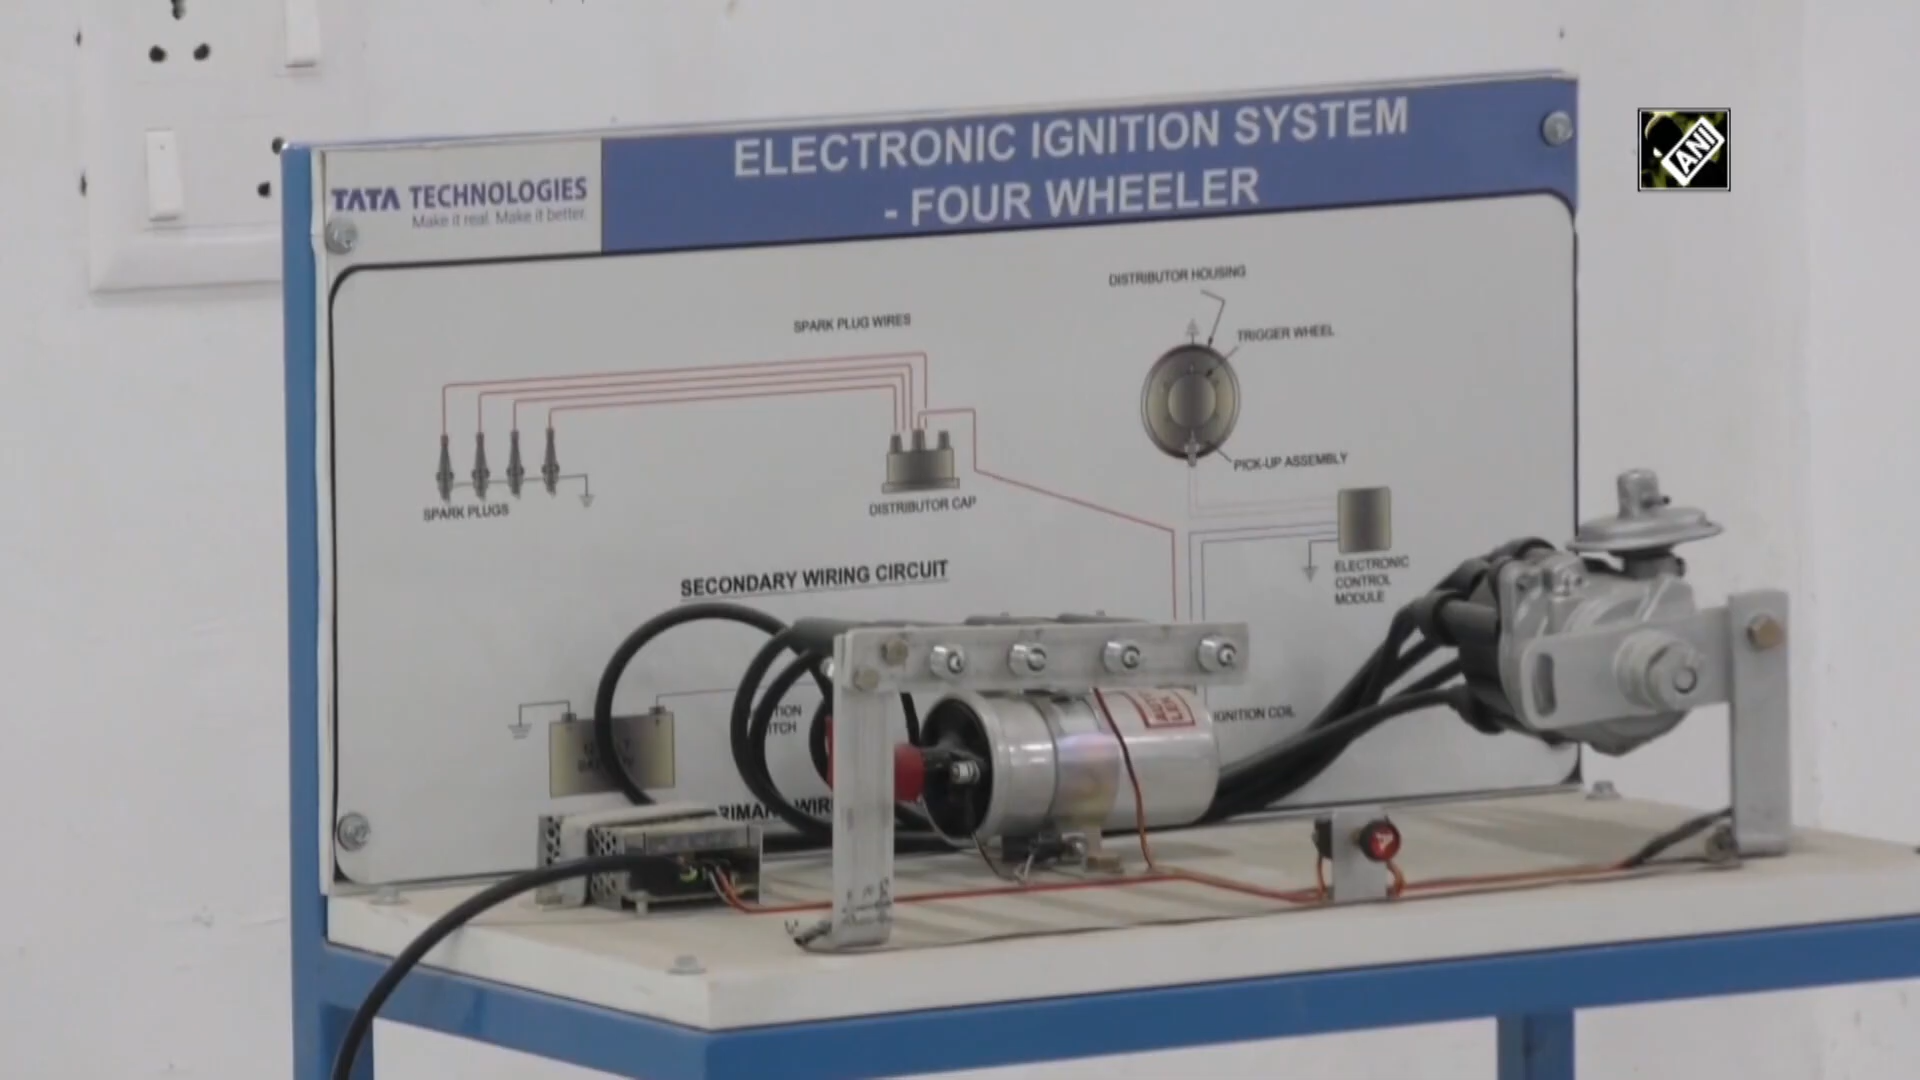 ELECTRONIC IGNITION SYSTEM
- FOUR WHEELER
TATA TECHNOLOGIES
Make it real. Make it better.
ANI
DISTRIBUTOR HOUSING
SPARK PLUG WIRES
TRIGGER WHEEL
PICK-UP ASSEMBLY
SPARK PLUGS
DISTRIBUTOR CAP
ELECTRONIC
CONTROL
MODULE
SECONDARY WIRING CIRCUIT
IGNITION COIL